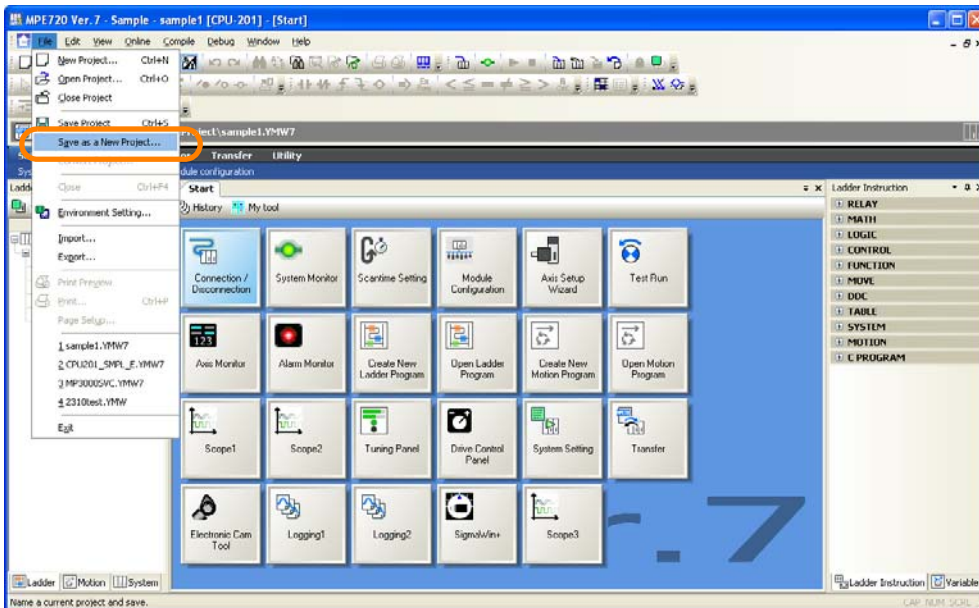 MPE720 Ver.7 - Sample - sample1 [CPU-201] - [Start]
File Edit View Online Compile Debug Window Help
New Project... Ctrl+N
Open Project... Ctrl+O
Close Project
Save Project Ctrl+S
Save as a New Project...
Close Ctrl+F4
Environment Setting...
Import...
Export...
Print Preview
Print... Ctrl+P
Page Setup...
1 sample1.YMW7
2 CPU201_SMPL_E.YMW7
3 MP3000SVC.YMW7
4 2310test.YMW
Exit
\sample1.YMW7
Transfer Utility
dule configuration
Start
History My tool
Connection /
Disconnection
System Monitor
Scantime Setting
Module
Configuration
Axis Setup
Wizard
Test Run
Axis Monitor
Alarm Monitor
Create New
Ladder Program
Open Ladder
Program
Create New
Motion Program
Open Motion
Program
Scope1
Scope2
Tuning Panel
Drive Control
Panel
System Setting
Transfer
Electronic Cam
Tool
Logging1
Logging2
SigmaWin+
Scope3
r.7
Ladder Instruction
RELAY
MATH
LOGIC
CONTROL
FUNCTION
MOVE
DDC
TABLE
SYSTEM
MOTION
C PROGRAM
Ladder Motion System
Ladder Instruction Variable
Name a current project and save.
CAP NUM SCRL